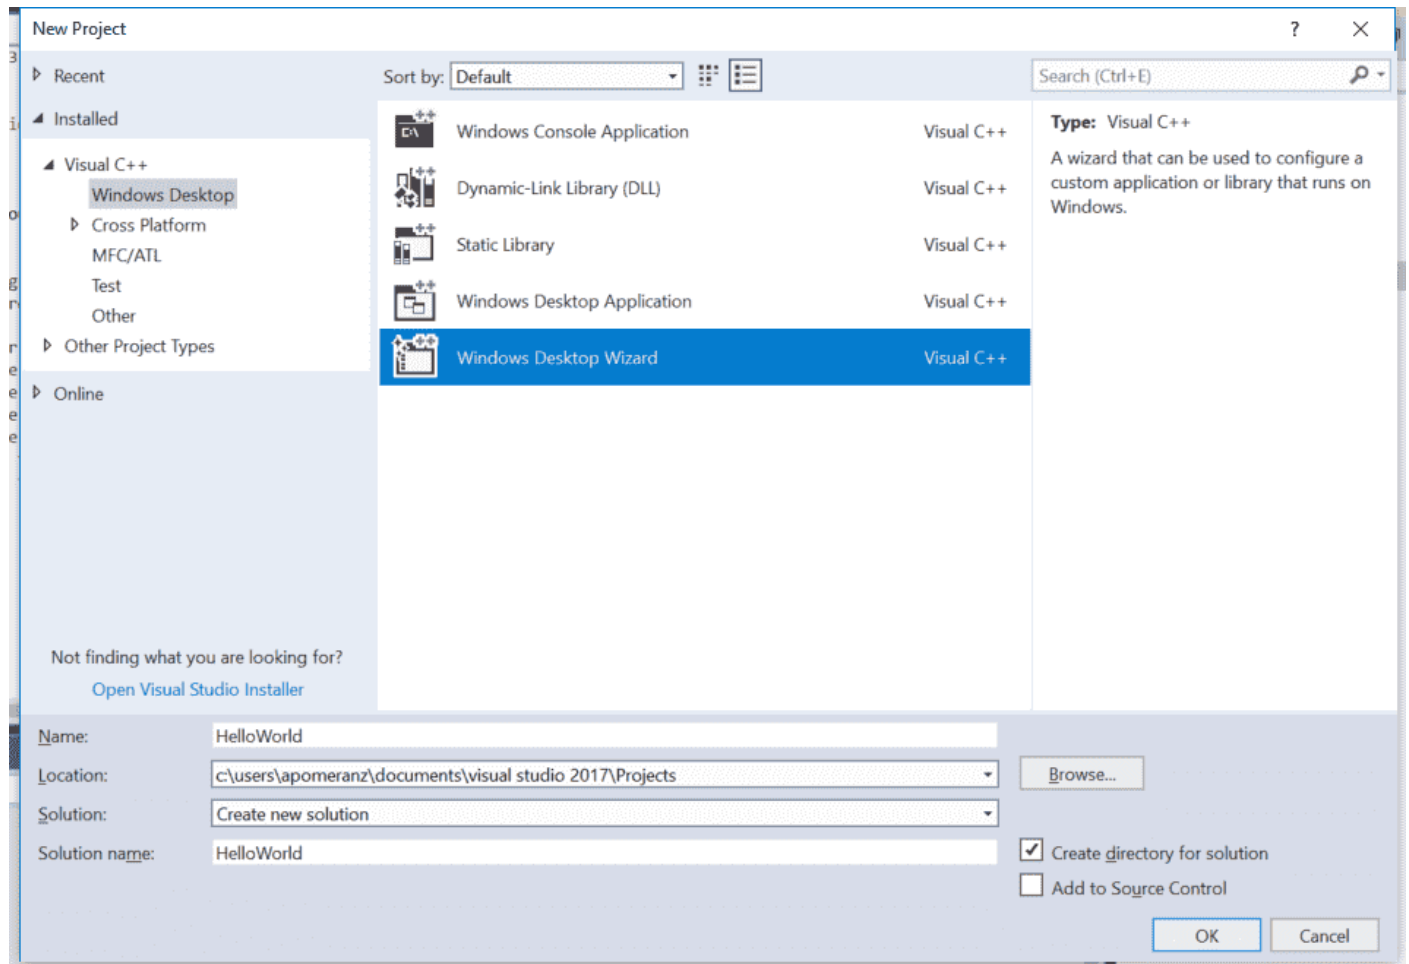 New Project
Recent
Installed
Visual C++
Windows Desktop
Cross Platform
MFC/ATL
Test
Other
Other Project Types
Online
Not finding what you are looking for?
Open Visual Studio Installer
Sort by: Default
Search (Ctrl+E)
Windows Console Application Visual C++
Dynamic-Link Library (DLL) Visual C++
Static Library Visual C++
Windows Desktop Application Visual C++
Windows Desktop Wizard Visual C++
Type: Visual C++
A wizard that can be used to configure a
custom application or library that runs on
Windows.
Name: HelloWorld
Location: c:\users\apomeranz\documents\visual studio 2017\Projects
Browse...
Solution: Create new solution
Solution name: HelloWorld
Create directory for solution
Add to Source Control
OK Cancel